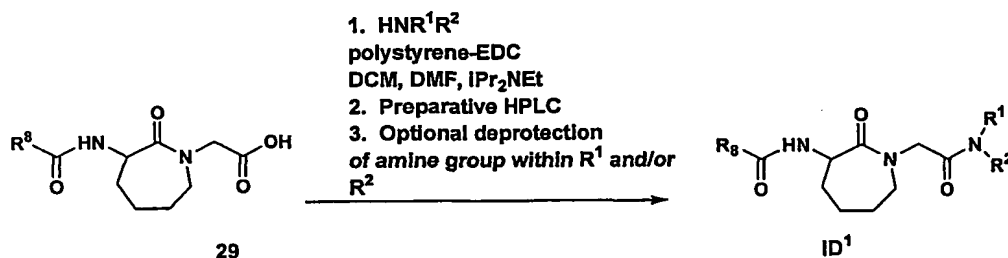 1. HNR¹R²
polystyrene-EDC
DCM, DMF, iPr₂NEt
2. Preparative HPLC
3. Optional deprotection
of amine group within R¹ and/or
R²
R⁸
O
HN
O
N
O
OH
29
R₈
O
HN
O
N
O
N
R¹
R²
ID¹